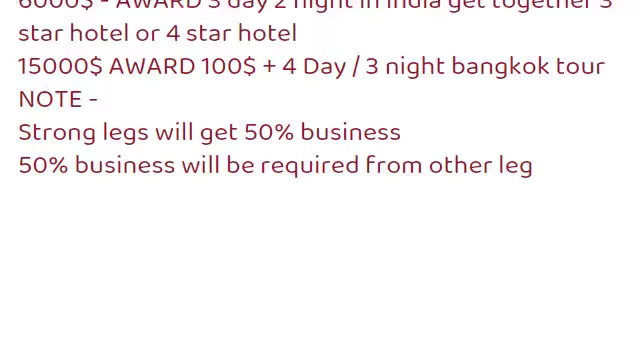 6000$ - AWARD 3 day 2 night in india get together 3
star hotel or 4 star hotel
15000$ AWARD 100$ + 4 Day / 3 night bangkok tour
NOTE -
Strong legs will get 50% business
50% business will be required from other leg